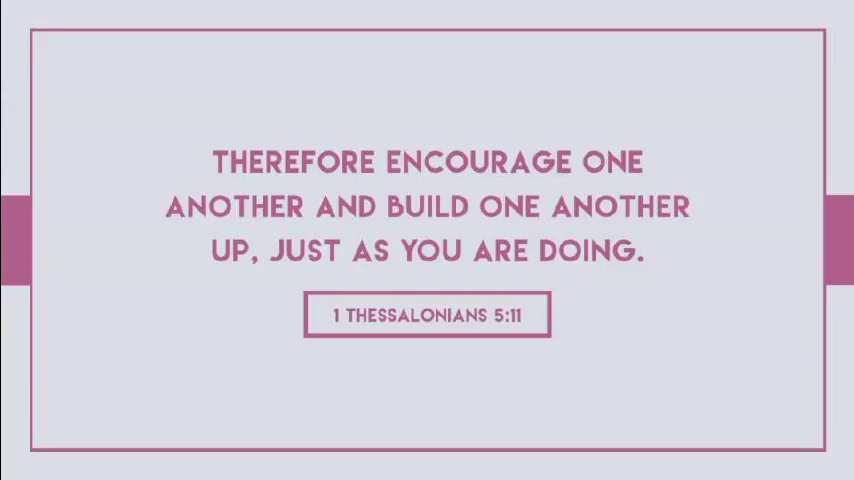 THEREFORE ENCOURAGE ONE
ANOTHER AND BUILD ONE ANOTHER
UP, JUST AS YOU ARE DOING.
1 THESSALONIANS 5:11